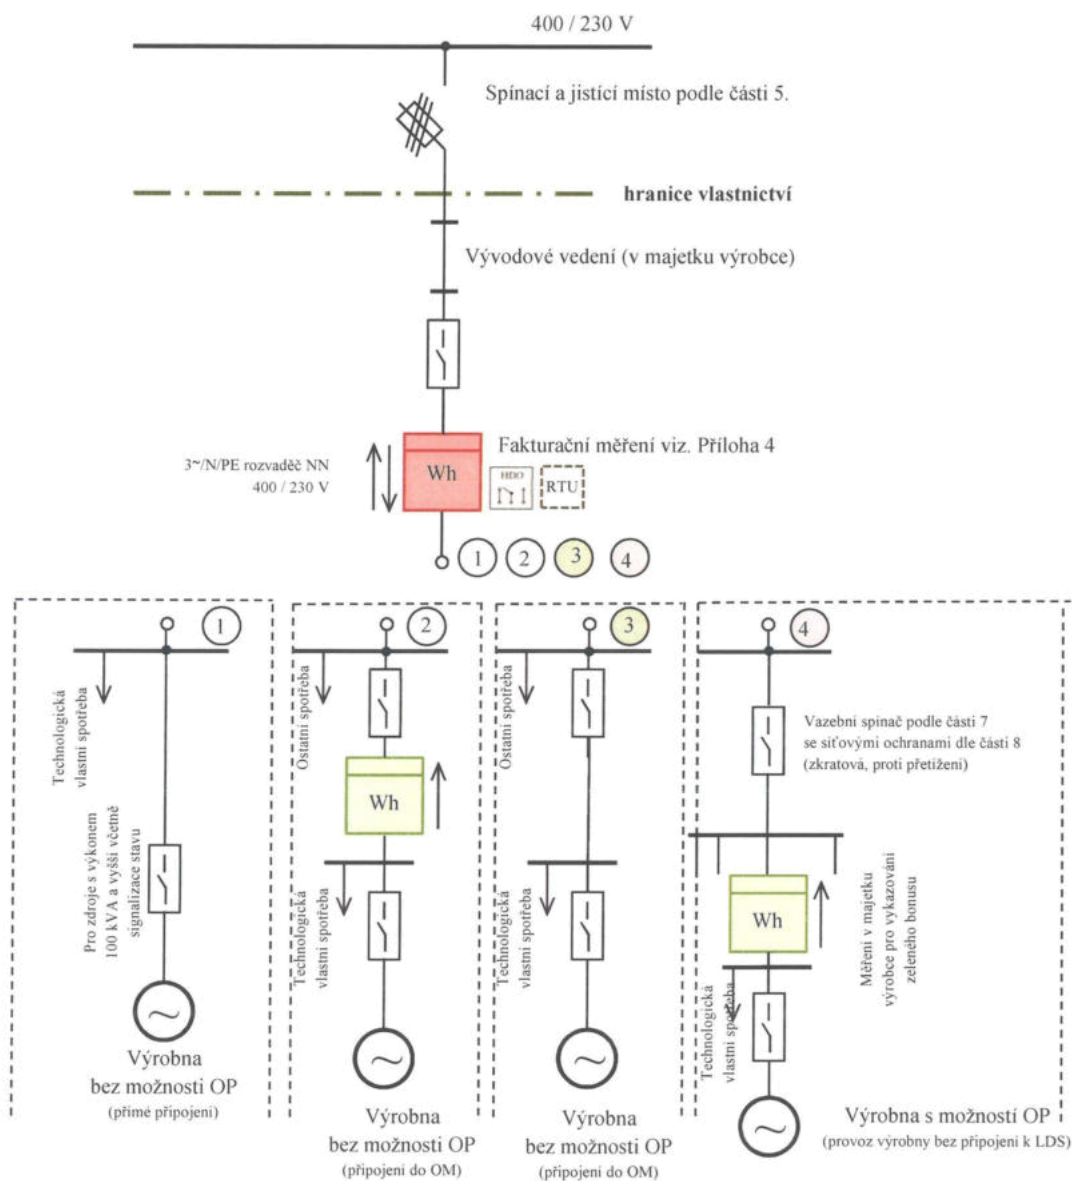 400 / 230 V
Spínací a jistící místo podle části 5.
hranice vlastnictví
Vývodové vedení (v majetku výrobce)
Fakturační měření viz. Příloha 4
3~/N/PE rozvaděč NN
400 / 230 V
Wh
HDO
RTU
1
2
3
4
1
Technologická
vlastní spotřeba
Pro zdroje s výkonem
100 kVA a vyšší včetně
signalizace stavu
Výrobna
bez možnosti OP
(přímé připojení)
2
Ostatní spotřeba
Wh
Technologická
vlastní spotřeba
Výrobna
bez možnosti OP
(připojení do OM)
3
Ostatní spotřeba
Technologická
vlastní spotřeba
Výrobna
bez možnosti OP
(připojení do OM)
4
Vazební spínač podle části 7
se síťovými ochranami dle části 8
(zkratová, proti přetížení)
Wh
Měření v majetku
výrobce pro vykazování
zeleného bonusu
Technologická
vlastní spotřeba
Výrobna s možností OP
(provoz výrobny bez připojení k LDS)